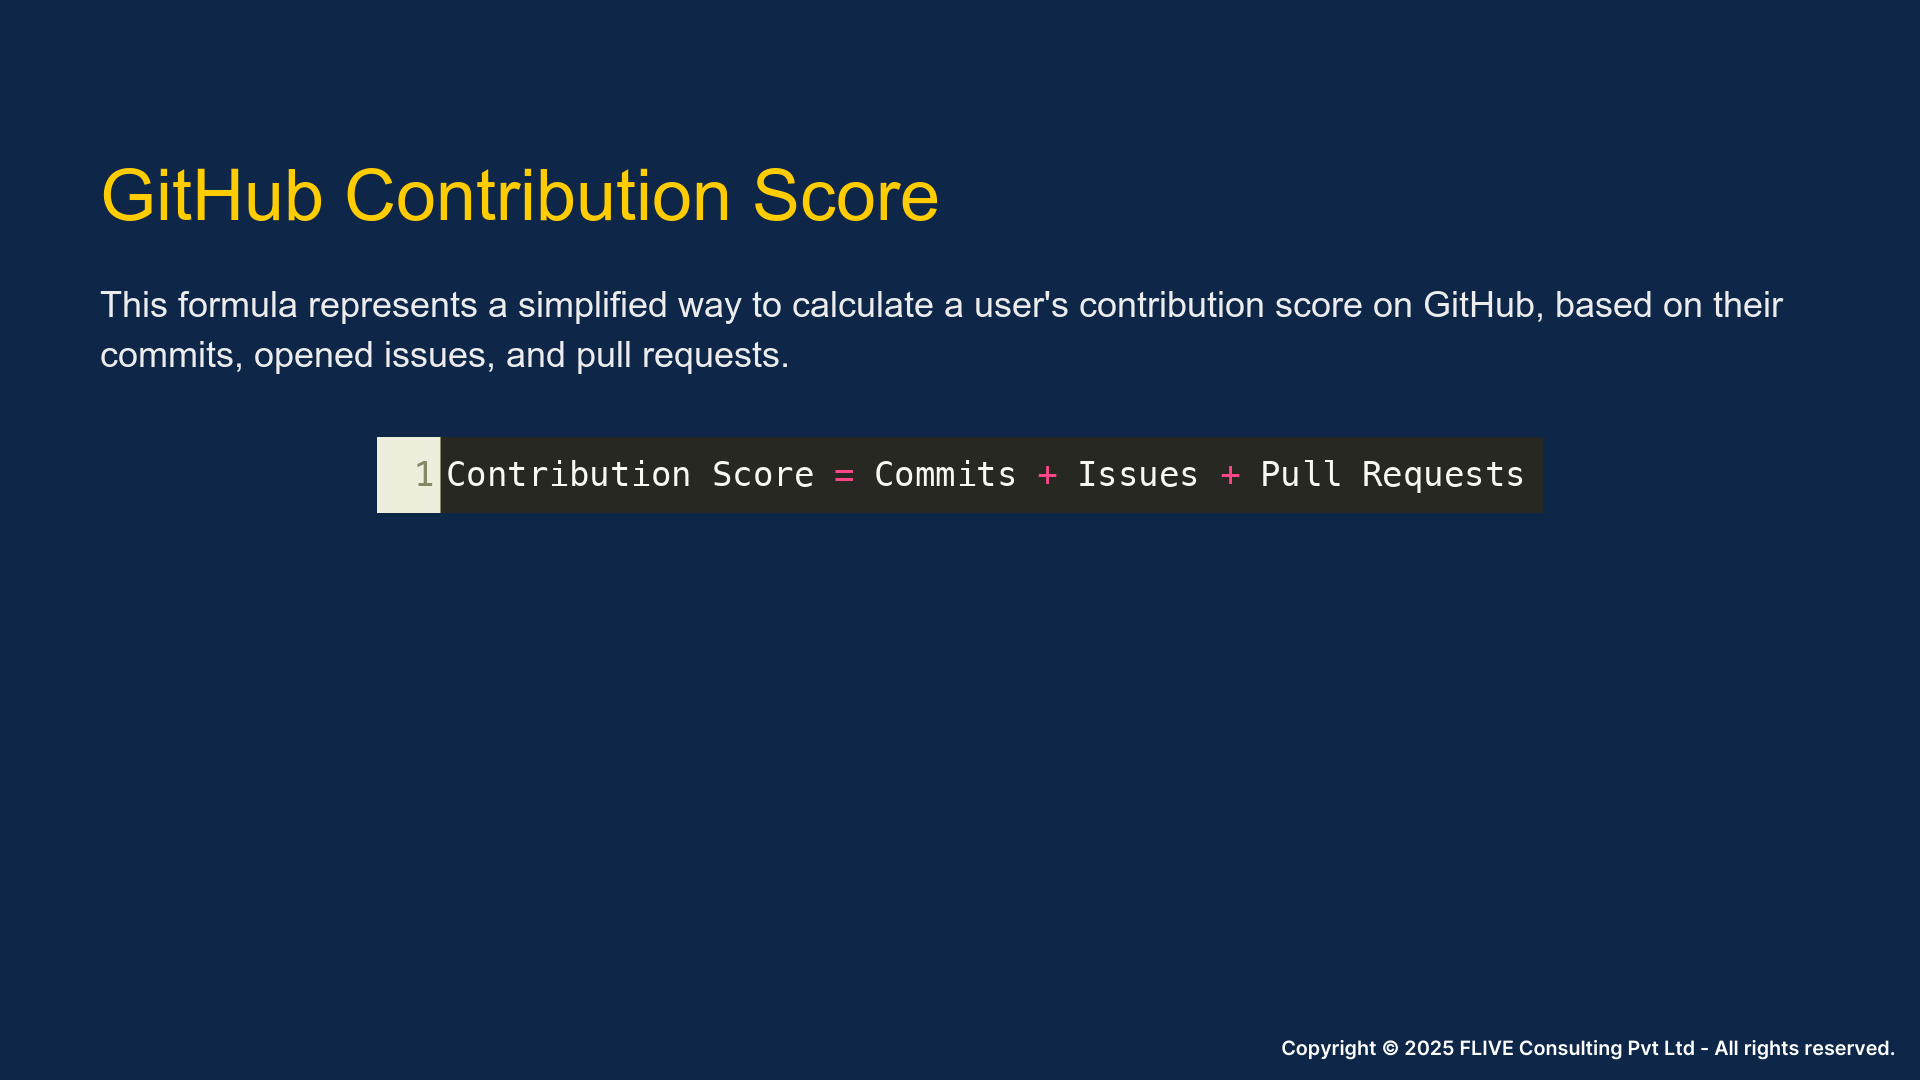 GitHub Contribution Score
This formula represents a simplified way to calculate a user's contribution score on GitHub, based on their
commits, opened issues, and pull requests.
1 Contribution Score = Commits + Issues + Pull Requests
Copyright © 2025 FLIVE Consulting Pvt Ltd - All rights reserved.